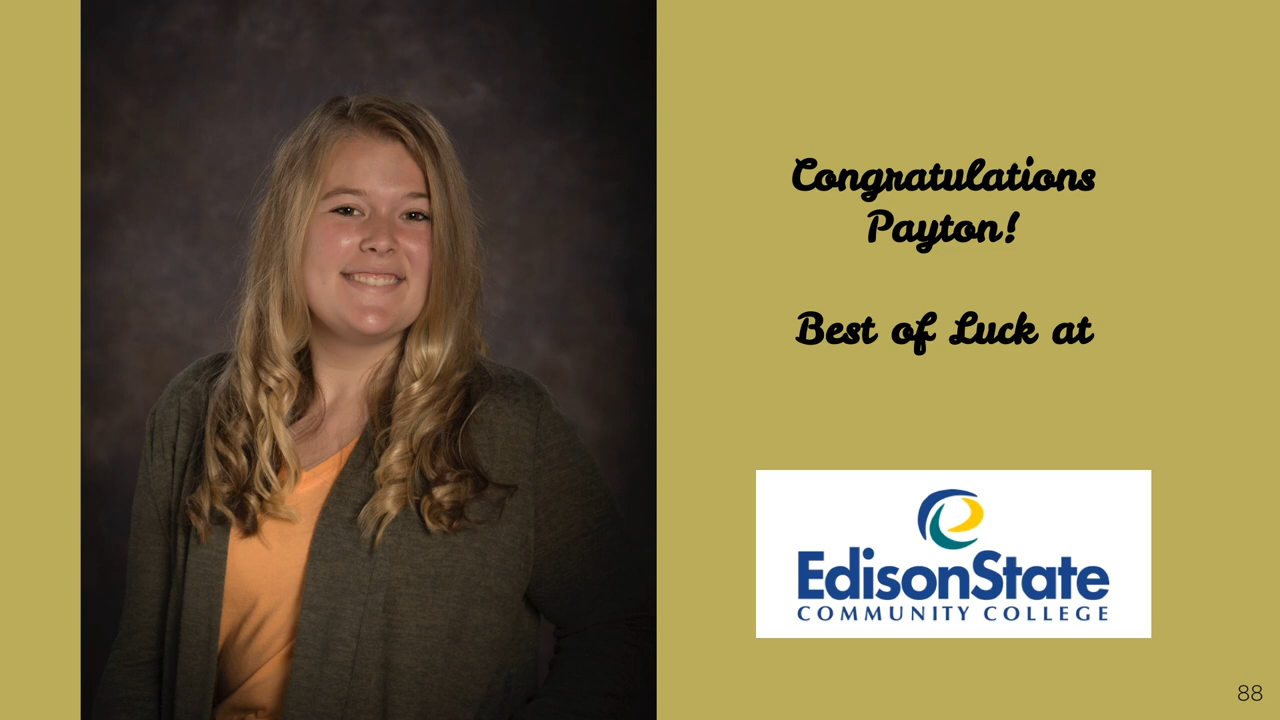 Congratulations
Payton!
Best of Luck at
EdisonState
COMMUNITY COLLEGE
88